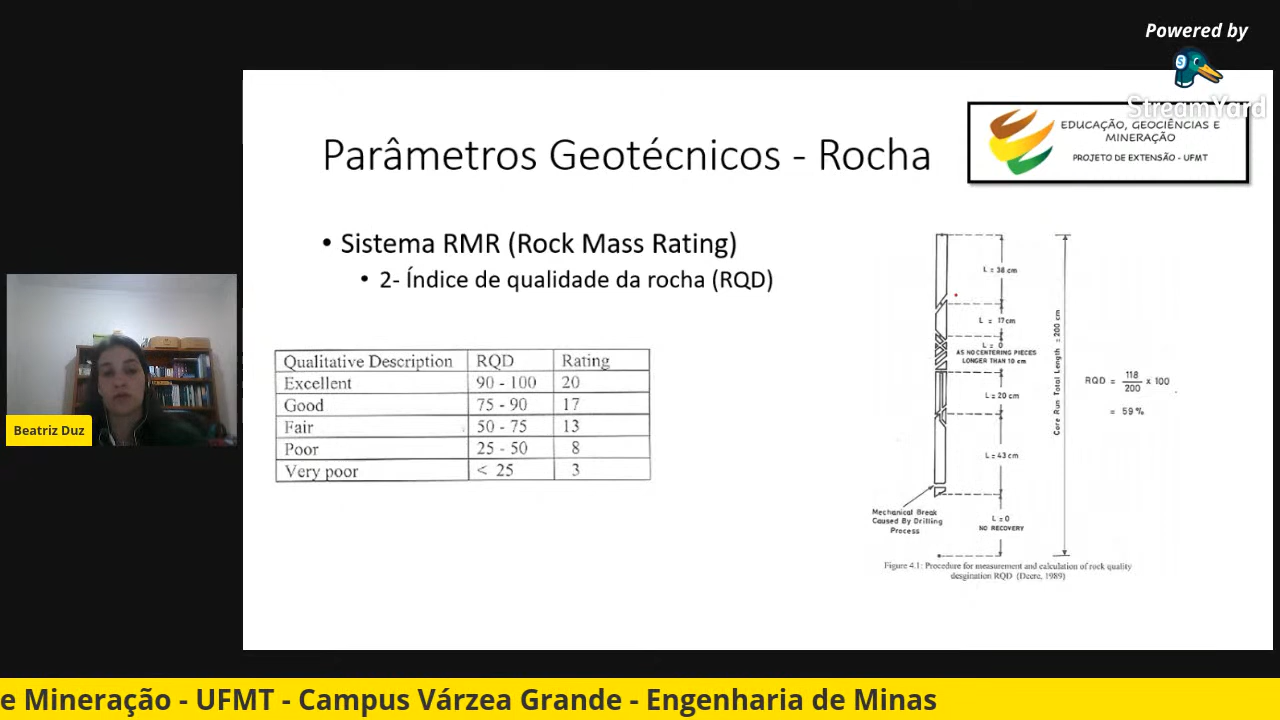 Powered by
StreamYard
EDUCAÇÃO, GEOCIÊNCIAS E
MINERAÇÃO
PROJETO DE EXTENSÃO - UFMT
Parâmetros Geotécnicos - Rocha
• Sistema RMR (Rock Mass Rating)
• 2- Índice de qualidade da rocha (RQD)
Qualitative Description RQD Rating
Excellent 90 - 100 20
Good 75 - 90 17
Fair 50 - 75 13
Poor 25 - 50 8
Very poor < 25 3
L = 38 cm
L = 17 cm
L = 0
AS NO CENTERING PIECES
LONGER THAN 10 cm
L = 20 cm
L = 43 cm
L = 0
NO RECOVERY
Core Run Total Length = 200 cm
RQD = 118 / 200 x 100
= 59 %
Mechanical Break
Caused By Drilling
Process
Figure 4.1: Procedure for measurement and calculation of rock quality
desgination RQD (Deere, 1989)
Beatriz Duz
e Mineração - UFMT - Campus Várzea Grande - Engenharia de Minas